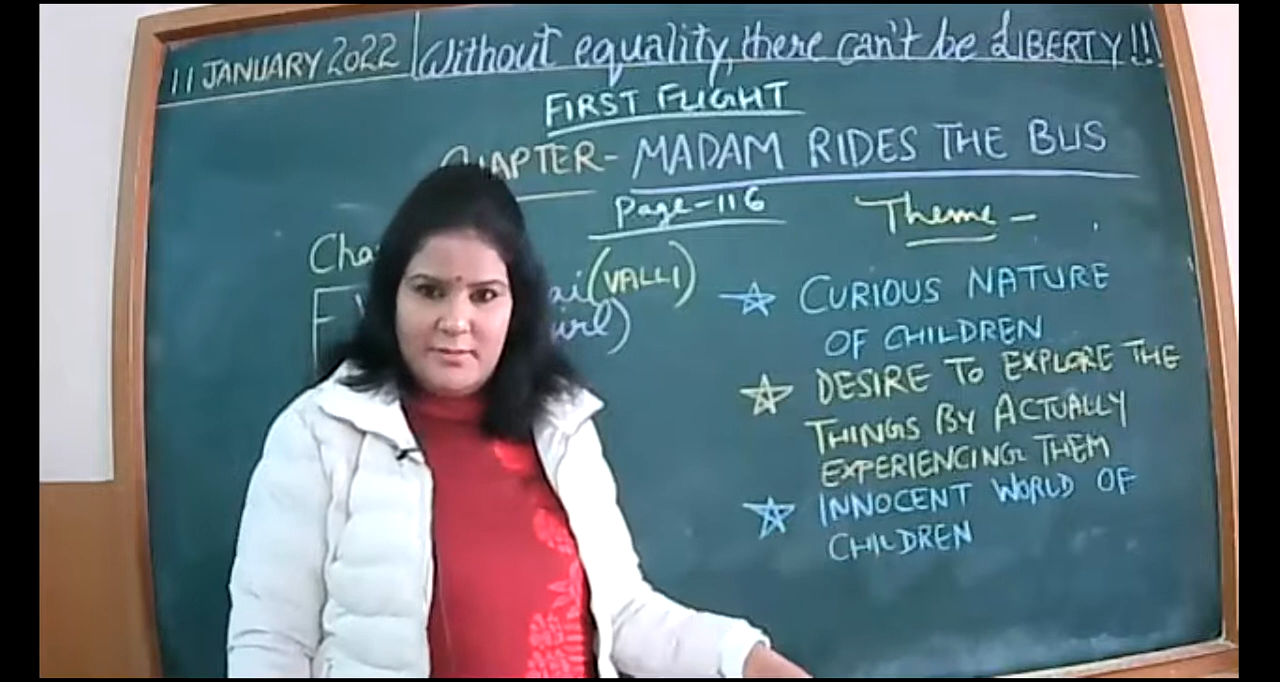 11 JANUARY 2022 Without equality, there can't be LIBERTY!!!
FIRST FLIGHT
CHAPTER- MADAM RIDES THE BUS
Page-116
Theme -
(VALLI)
☆ CURIOUS NATURE
OF CHILDREN
☆ DESIRE TO EXPLORE THE
THINGS BY ACTUALLY
EXPERIENCING THEM
☆ INNOCENT WORLD OF
CHILDREN